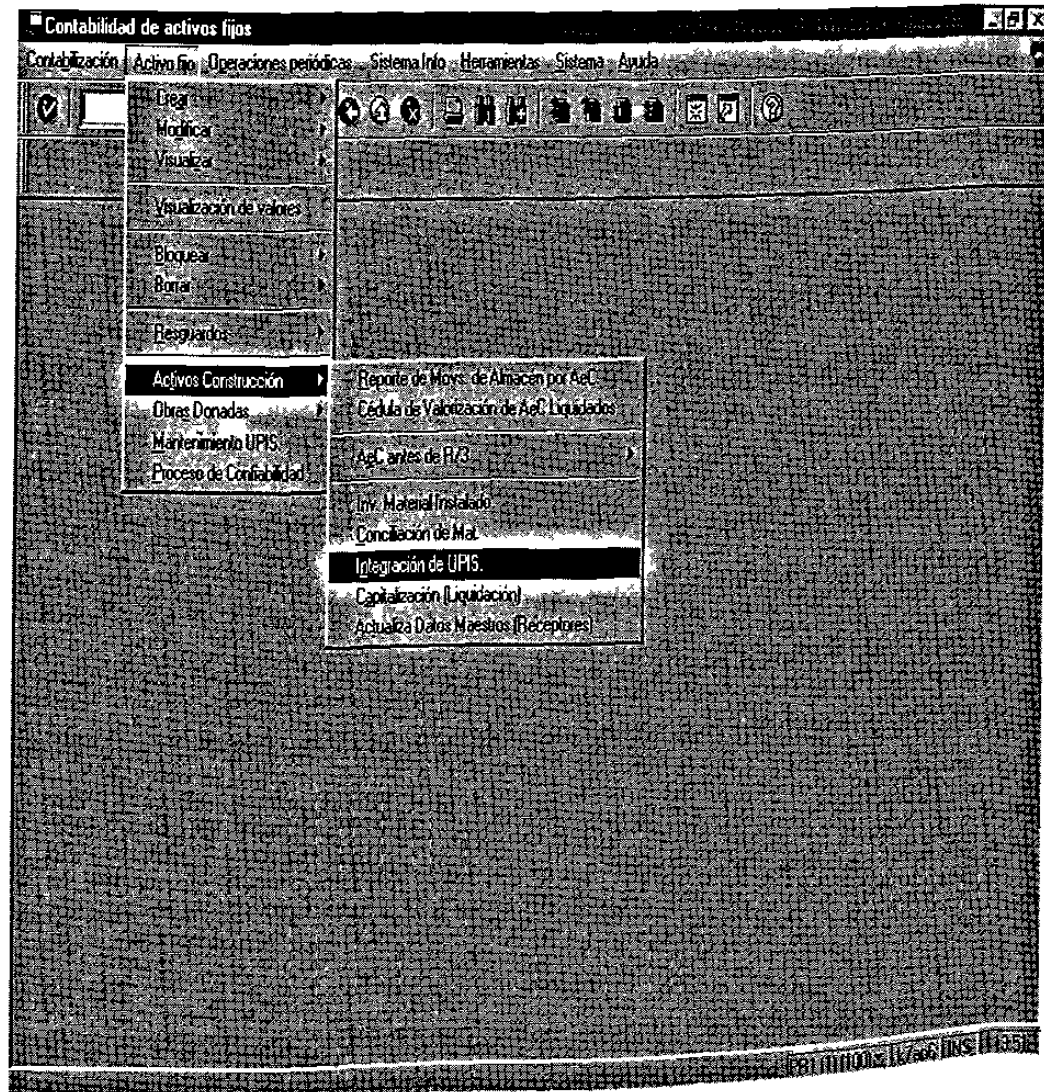 Contabilidad de activos fijos
Contabilización Activo fijo Operaciones periódicas Sistema Info Herramientas Sistema Ayuda
Crear
Modificar
Visualizar
Visualización de valores
Bloquear
Borrar
Resguardos
Activos Construcción
Obras Donadas
Mantenimiento UPIS.
Proceso de Confiabilidad
Reporte de Movs. de Almacen por AeC
Cédula de Valorización de AeC Liquidados
AeC antes de R/3
Inv. Material Instalado
Conciliación de Mat.
Integración de UPIS.
Capitalización (Liquidación)
Actualiza Datos Maestros (Receptores)
INS